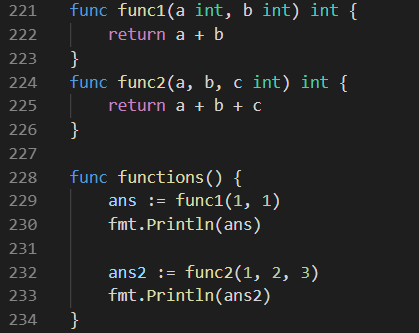 221 func func1(a int, b int) int {
222     return a + b
223 }
224 func func2(a, b, c int) int {
225     return a + b + c
226 }
227
228 func functions() {
229     ans := func1(1, 1)
230     fmt.Println(ans)
231
232     ans2 := func2(1, 2, 3)
233     fmt.Println(ans2)
234 }